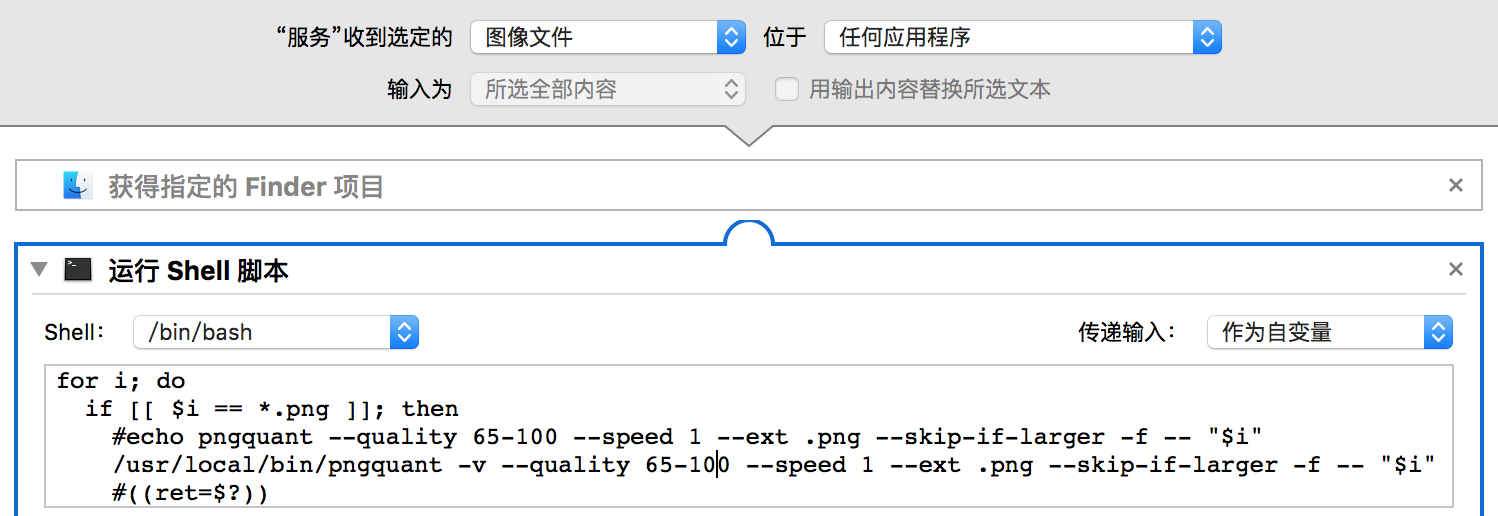 “服务”收到选定的 图像文件 位于 任何应用程序
输入为 所选全部内容 用输出内容替换所选文本
获得指定的 Finder 项目
运行 Shell 脚本
Shell： /bin/bash 传递输入： 作为自变量
for i; do
  if [[ $i == *.png ]]; then
    #echo pngquant --quality 65-100 --speed 1 --ext .png --skip-if-larger -f -- "$i"
    /usr/local/bin/pngquant -v --quality 65-100 --speed 1 --ext .png --skip-if-larger -f -- "$i"
    #((ret=$?))